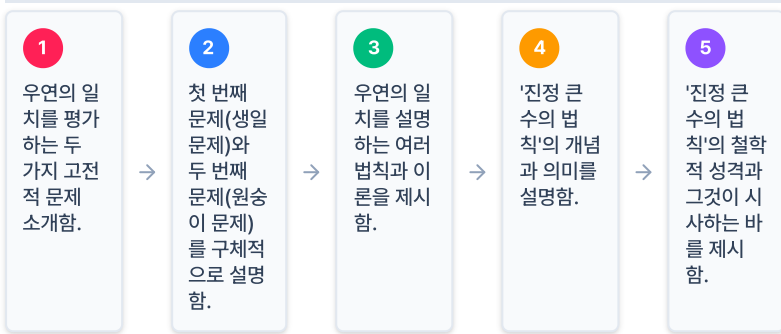 1
우연의 일
치를 평가
하는 두
가지 고전
적 문제
소개함.
2
첫 번째
문제(생일
문제)와
두 번째
문제(원숭
이 문제)
를 구체적
으로 설명
함.
3
우연의 일
치를 설명
하는 여러
법칙과 이
론을 제시
함.
4
'진정 큰
수의 법
칙'의 개념
과 의미를
설명함.
5
'진정 큰
수의 법
칙'의 철학
적 성격과
그것이 시
사하는 바
를 제시
함.